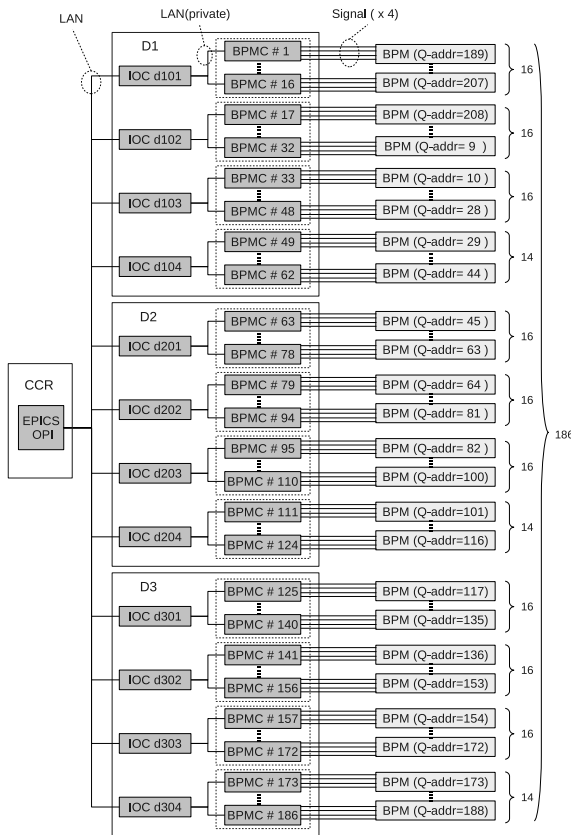 LAN
LAN(private)
Signal ( x 4)
D1
IOC d101
BPMC # 1
BPM (Q-addr=189)
BPMC # 16
BPM (Q-addr=207)
16
IOC d102
BPMC # 17
BPM (Q-addr=208)
BPMC # 32
BPM (Q-addr= 9 )
16
IOC d103
BPMC # 33
BPM (Q-addr= 10 )
BPMC # 48
BPM (Q-addr= 28 )
16
IOC d104
BPMC # 49
BPM (Q-addr= 29 )
BPMC # 62
BPM (Q-addr= 44 )
14
D2
IOC d201
BPMC # 63
BPM (Q-addr= 45 )
BPMC # 78
BPM (Q-addr= 63 )
16
IOC d202
BPMC # 79
BPM (Q-addr= 64 )
BPMC # 94
BPM (Q-addr= 81 )
16
CCR
EPICS
OPI
186
IOC d203
BPMC # 95
BPM (Q-addr= 82 )
BPMC # 110
BPM (Q-addr=100)
16
IOC d204
BPMC # 111
BPM (Q-addr=101)
BPMC # 124
BPM (Q-addr=116)
14
D3
IOC d301
BPMC # 125
BPM (Q-addr=117)
BPMC # 140
BPM (Q-addr=135)
16
IOC d302
BPMC # 141
BPM (Q-addr=136)
BPMC # 156
BPM (Q-addr=153)
16
IOC d303
BPMC # 157
BPM (Q-addr=154)
BPMC # 172
BPM (Q-addr=172)
16
IOC d304
BPMC # 173
BPM (Q-addr=173)
BPMC # 186
BPM (Q-addr=188)
14